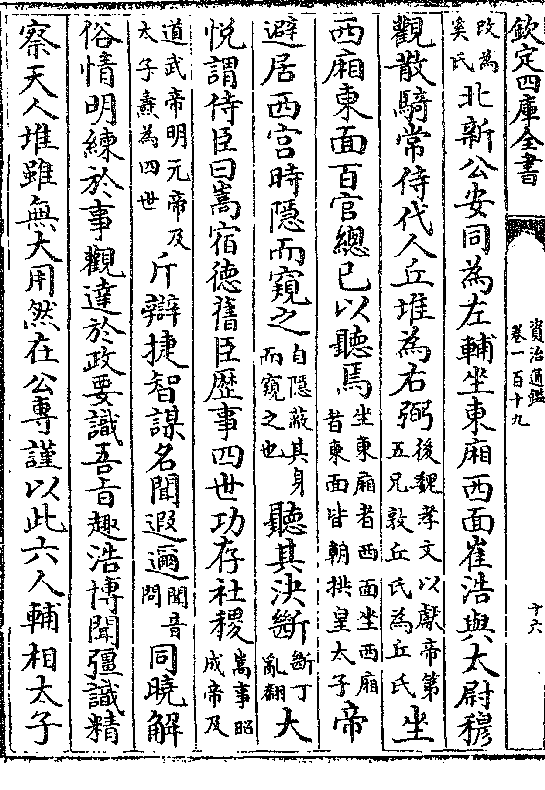 欽定四庫全書
資治通鑑
卷一百十九
十六
改為
奚氏
北新公安同為左輔坐東廂西面崔浩與太尉穆
觀散騎常侍代人丘堆為右弼
後魏孝文以獻帝第
五兄敦丘氏為丘氏
坐
西廂東面百官總已以聽焉
坐東廂者西面坐西廂
者東面皆朝拱皇太子
帝
避居西宫時隱而窺之
自隱蔽其身
而窺之也
聽其決斷
斷丁
亂翻
大
悦謂侍臣曰嵩宿德舊臣歴事四世功存社稷
嵩事昭
成帝及
道武帝明元帝及
太子燾為四世
斤辯捷智謀名聞遐邇
聞音
問
同曉解
俗情明練於事觀達於政要識吾㫖趣浩博聞彊識精
察天人堆雖無大用然在公專謹以此六人輔相太子